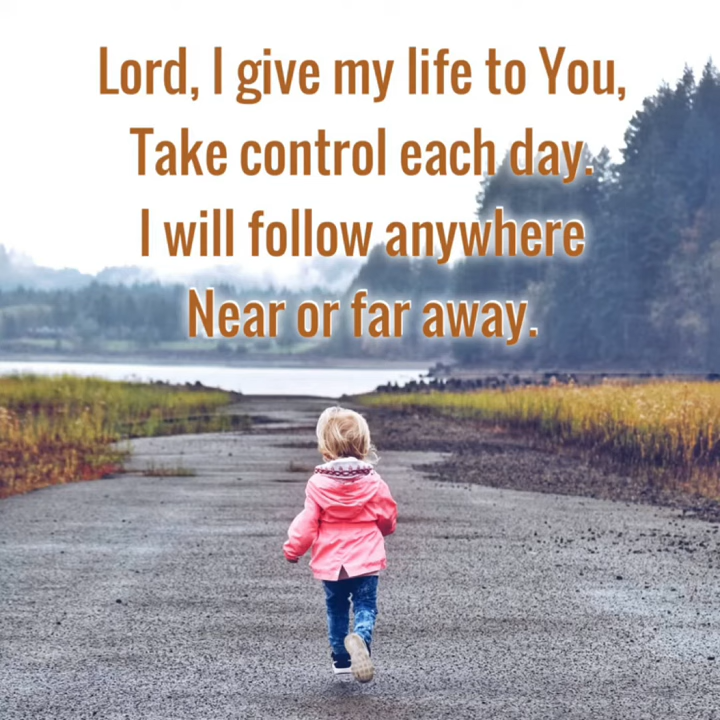 Lord, I give my life to You,
Take control each day.
I will follow anywhere
Near or far away.